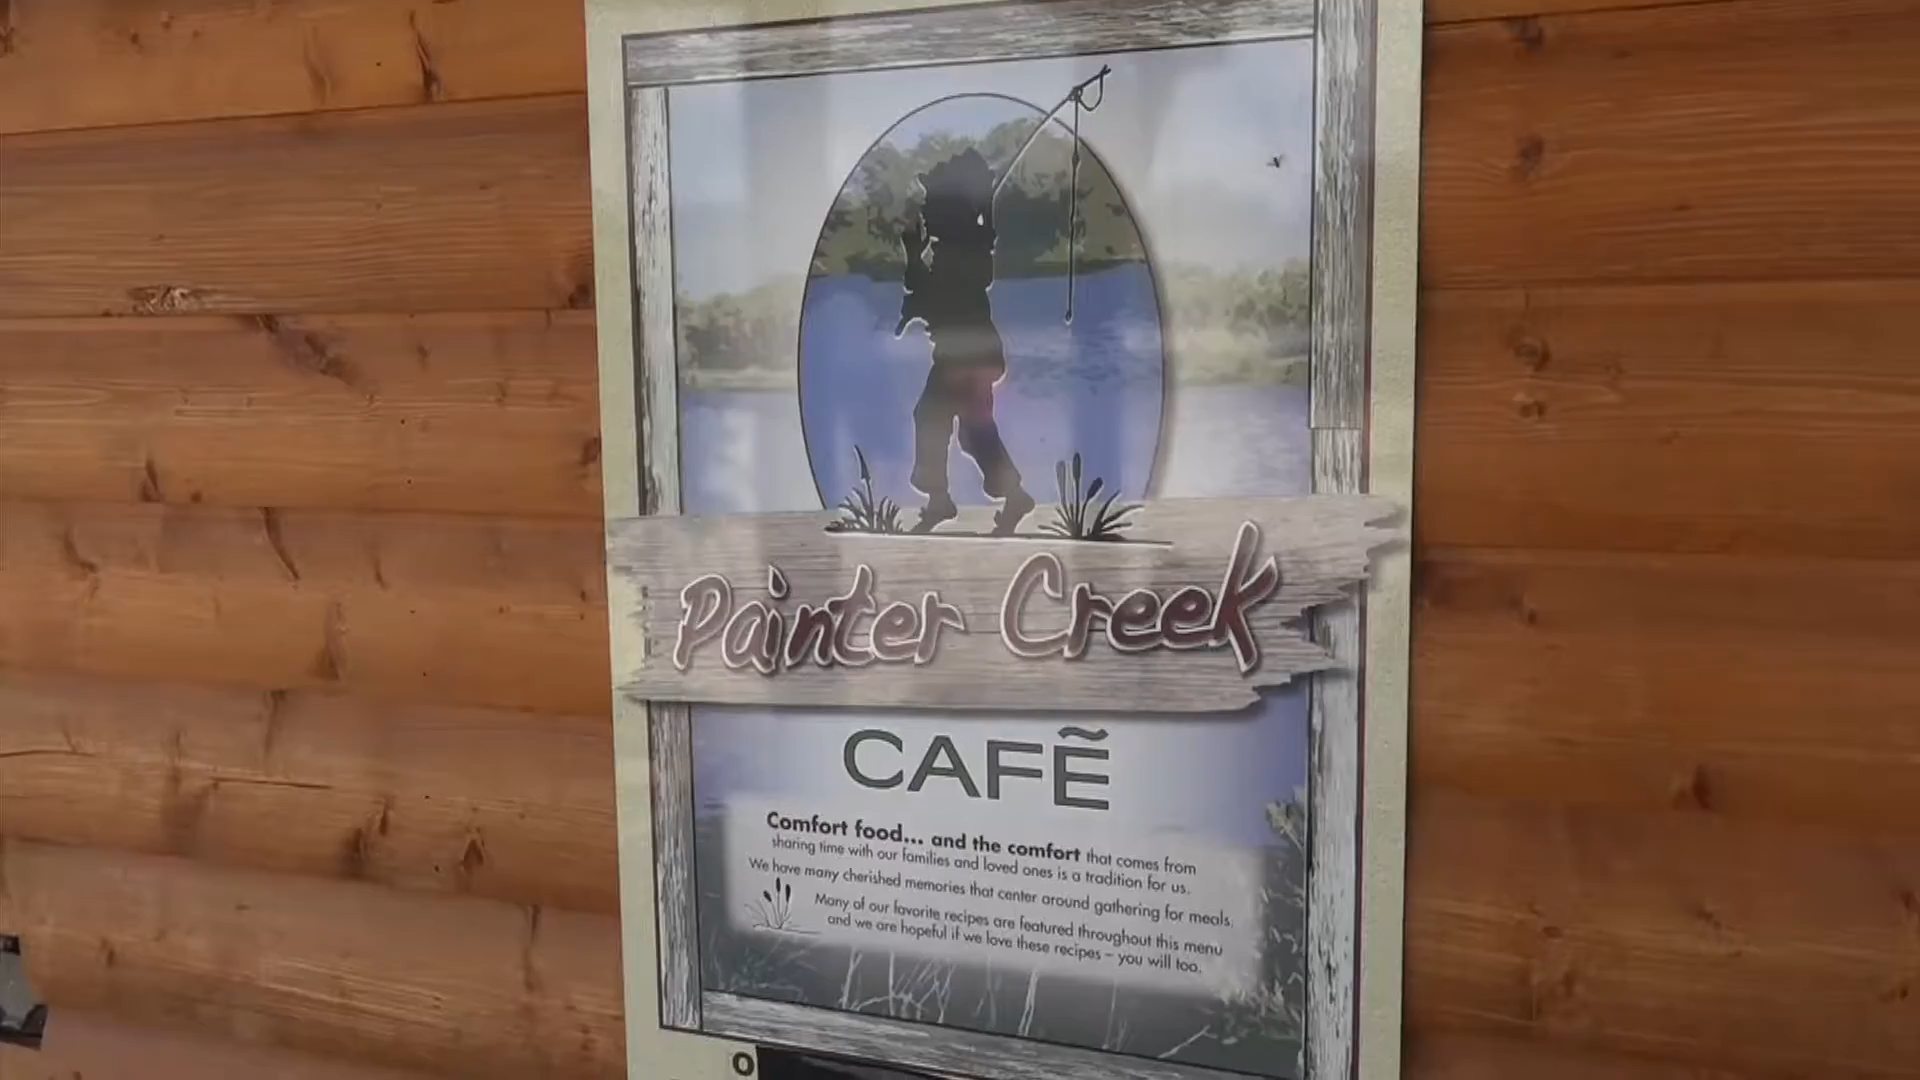 Painter Creek
CAFẼ
Comfort food... and the comfort that comes from
sharing time with our families and loved ones is a tradition for us.
We have many cherished memories that center around gathering for meals.
Many of our favorite recipes are featured throughout this menu
and we are hopeful if we love these recipes – you will too.
O